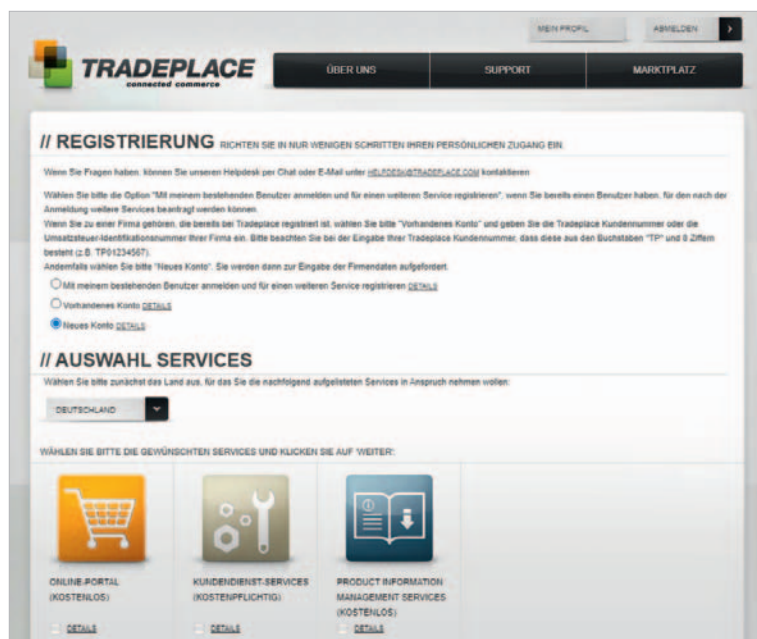 MEIN PROFIL
ABMELDEN
TRADEPLACE
connected commerce
ÜBER UNS
SUPPORT
MARKTPLATZ
// REGISTRIERUNG RICHTEN SIE IN NUR WENIGEN SCHRITTEN IHREN PERSÖNLICHEN ZUGANG EIN.
Wenn Sie Fragen haben, können Sie unseren Helpdesk per Chat oder E-Mail unter HELPDESK@TRADEPLACE.COM kontaktieren
Wählen Sie bitte die Option "Mit meinem bestehenden Benutzer anmelden und für einen weiteren Service registrieren", wenn Sie bereits einen Benutzer haben, für den nach der
Anmeldung weitere Services beantragt werden können.
Wenn Sie zu einer Firma gehören, die bereits bei Tradeplace registriert ist, wählen Sie bitte "Vorhandenes Konto" und geben Sie die Tradeplace Kundennummer oder die
Umsatzsteuer-Identifikationsnummer Ihrer Firma ein. Bitte beachten Sie bei der Eingabe Ihrer Tradeplace Kundennummer, dass diese aus den Buchstaben "TP" und 8 Ziffern
besteht (z.B. TP01234567).
Andernfalls wählen Sie bitte "Neues Konto". Sie werden dann zur Eingabe der Firmendaten aufgefordert.
Mit meinem bestehenden Benutzer anmelden und für einen weiteren Service registrieren DETAILS
Vorhandenes Konto DETAILS
Neues Konto DETAILS
// AUSWAHL SERVICES
Wählen Sie bitte zunächst das Land aus, für das Sie die nachfolgend aufgelisteten Services in Anspruch nehmen wollen:
DEUTSCHLAND
WÄHLEN SIE BITTE DIE GEWÜNSCHTEN SERVICES UND KLICKEN SIE AUF 'WEITER':
ONLINE-PORTAL
(KOSTENLOS)
DETAILS
KUNDENDIENST-SERVICES
(KOSTENPFLICHTIG)
DETAILS
PRODUCT INFORMATION
MANAGEMENT SERVICES
(KOSTENLOS)
DETAILS